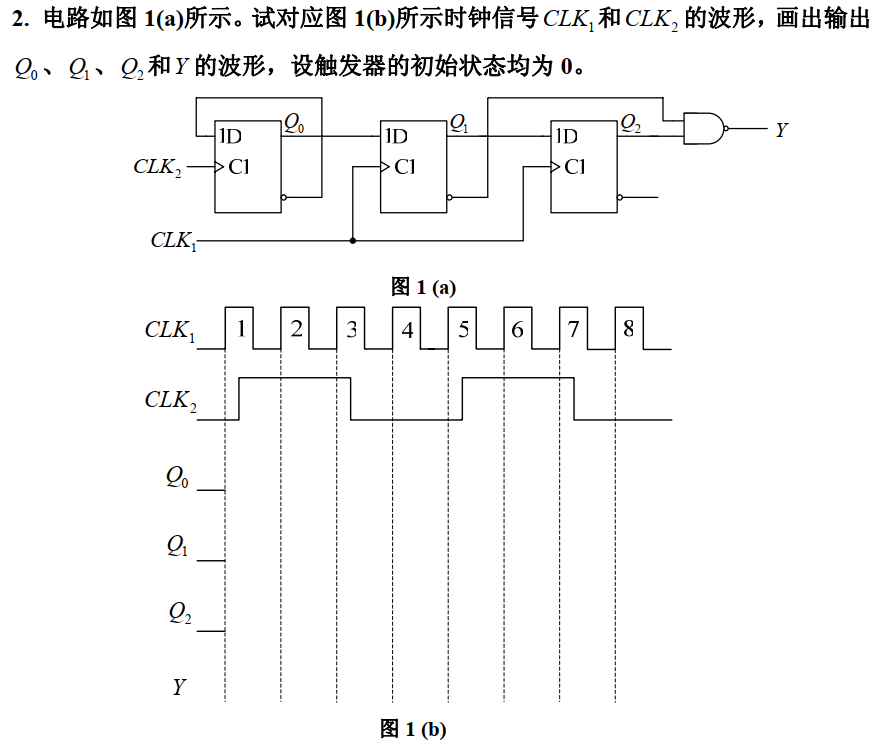 2. 电路如图 1(a)所示。试对应图 1(b)所示时钟信号 CLK₁ 和 CLK₂ 的波形，画出输出
Q₀、Q₁、Q₂ 和 Y 的波形，设触发器的初始状态均为 0。
Q₀ Q₁ Q₂
1D 1D 1D Y
CLK₂ C1 C1 C1
CLK₁
图 1 (a)
CLK₁ 1 2 3 4 5 6 7 8
CLK₂
Q₀
Q₁
Q₂
Y
图 1 (b)